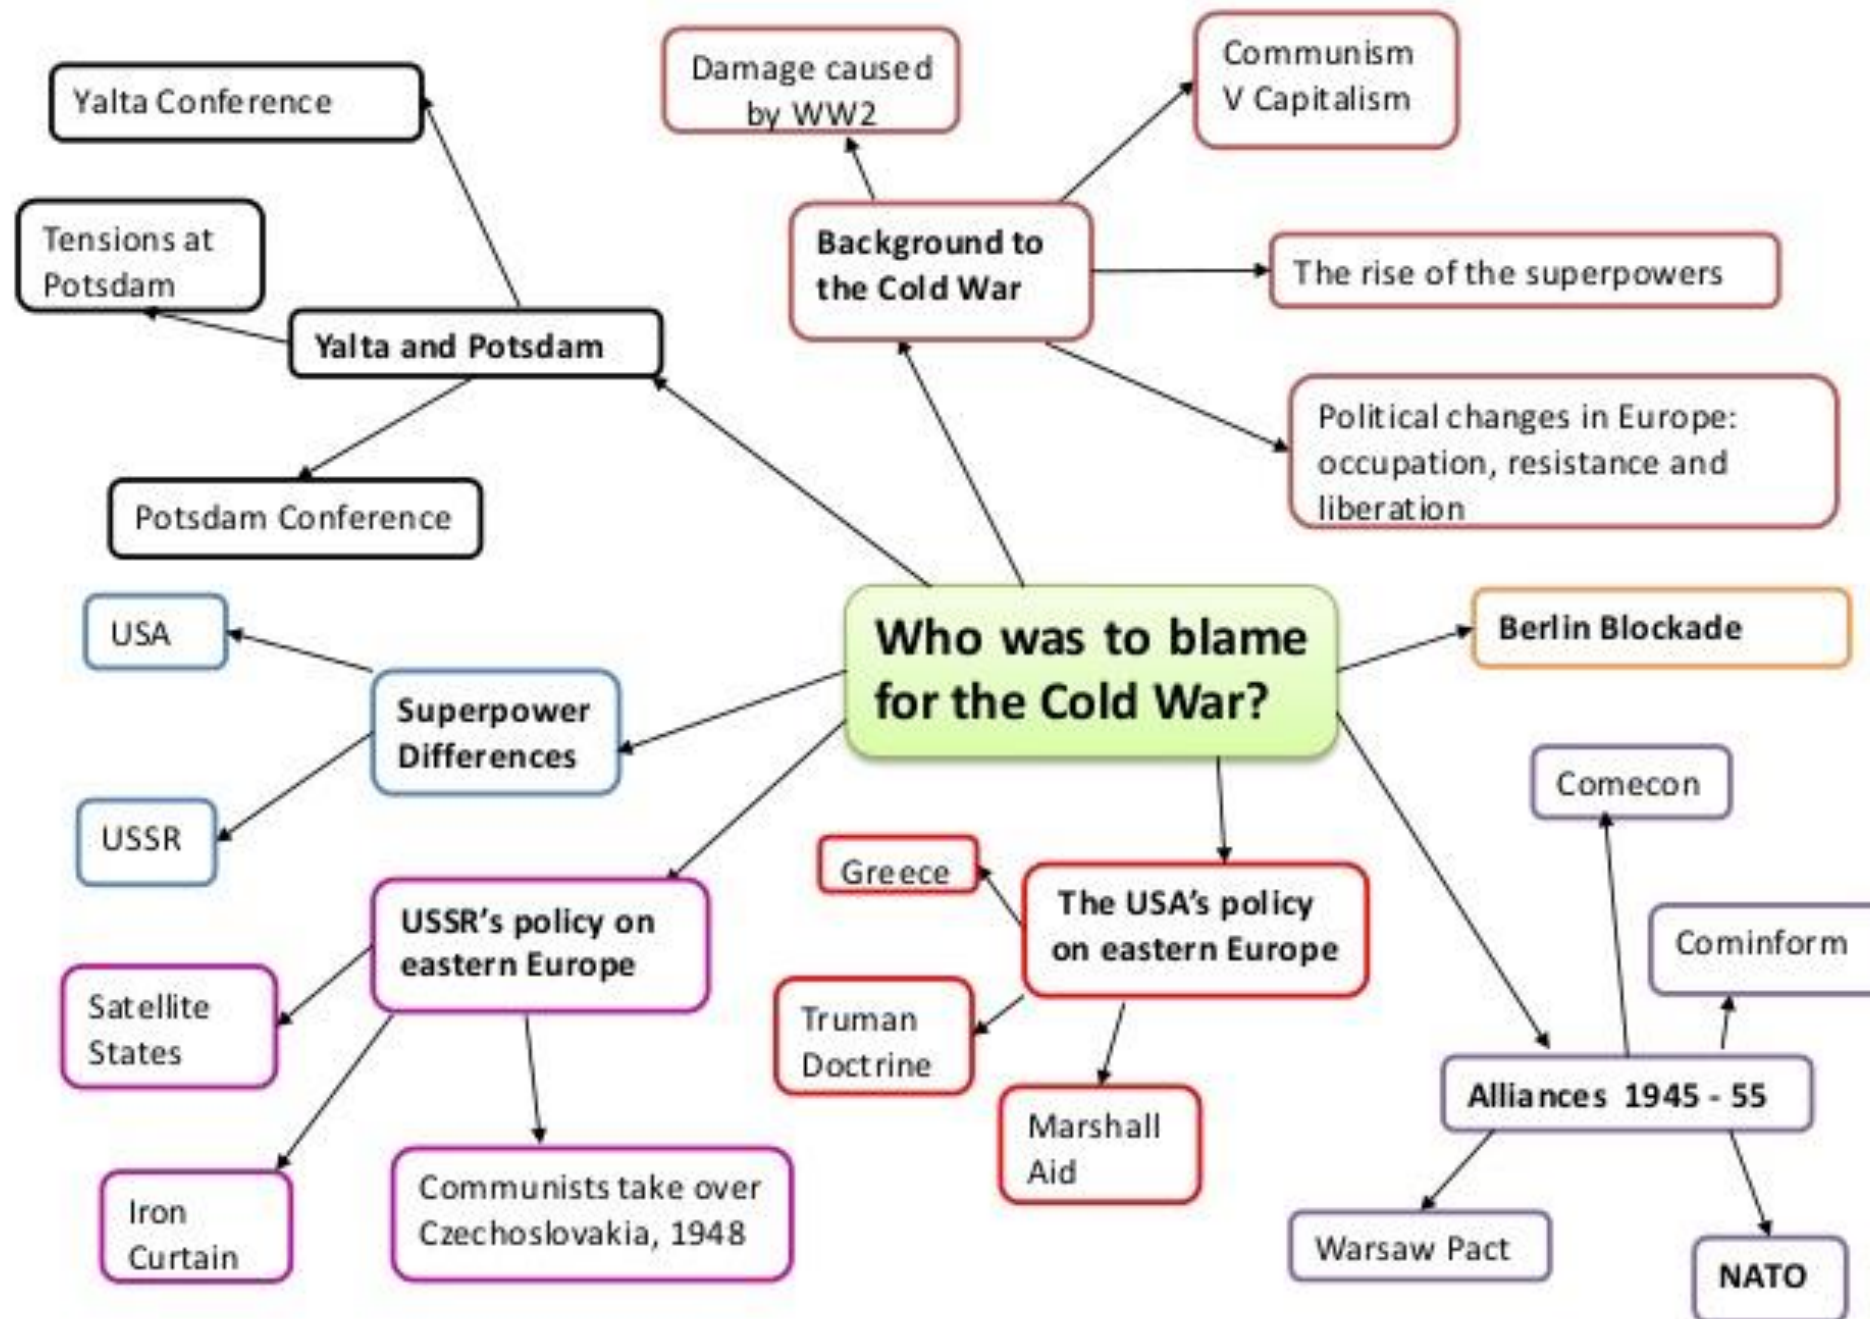 Damage caused
by WW2
Communism
V Capitalism
Yalta Conference
Tensions at
Potsdam
Background to
the Cold War
The rise of the superpowers
Yalta and Potsdam
Political changes in Europe:
occupation, resistance and
liberation
Potsdam Conference
USA
Who was to blame
for the Cold War?
Berlin Blockade
Superpower
Differences
Comecon
USSR
Greece
The USA's policy
on eastern Europe
USSR's policy on
eastern Europe
Cominform
Satellite
States
Truman
Doctrine
Alliances 1945 - 55
Marshall
Aid
Iron
Curtain
Communists take over
Czechoslovakia, 1948
Warsaw Pact
NATO